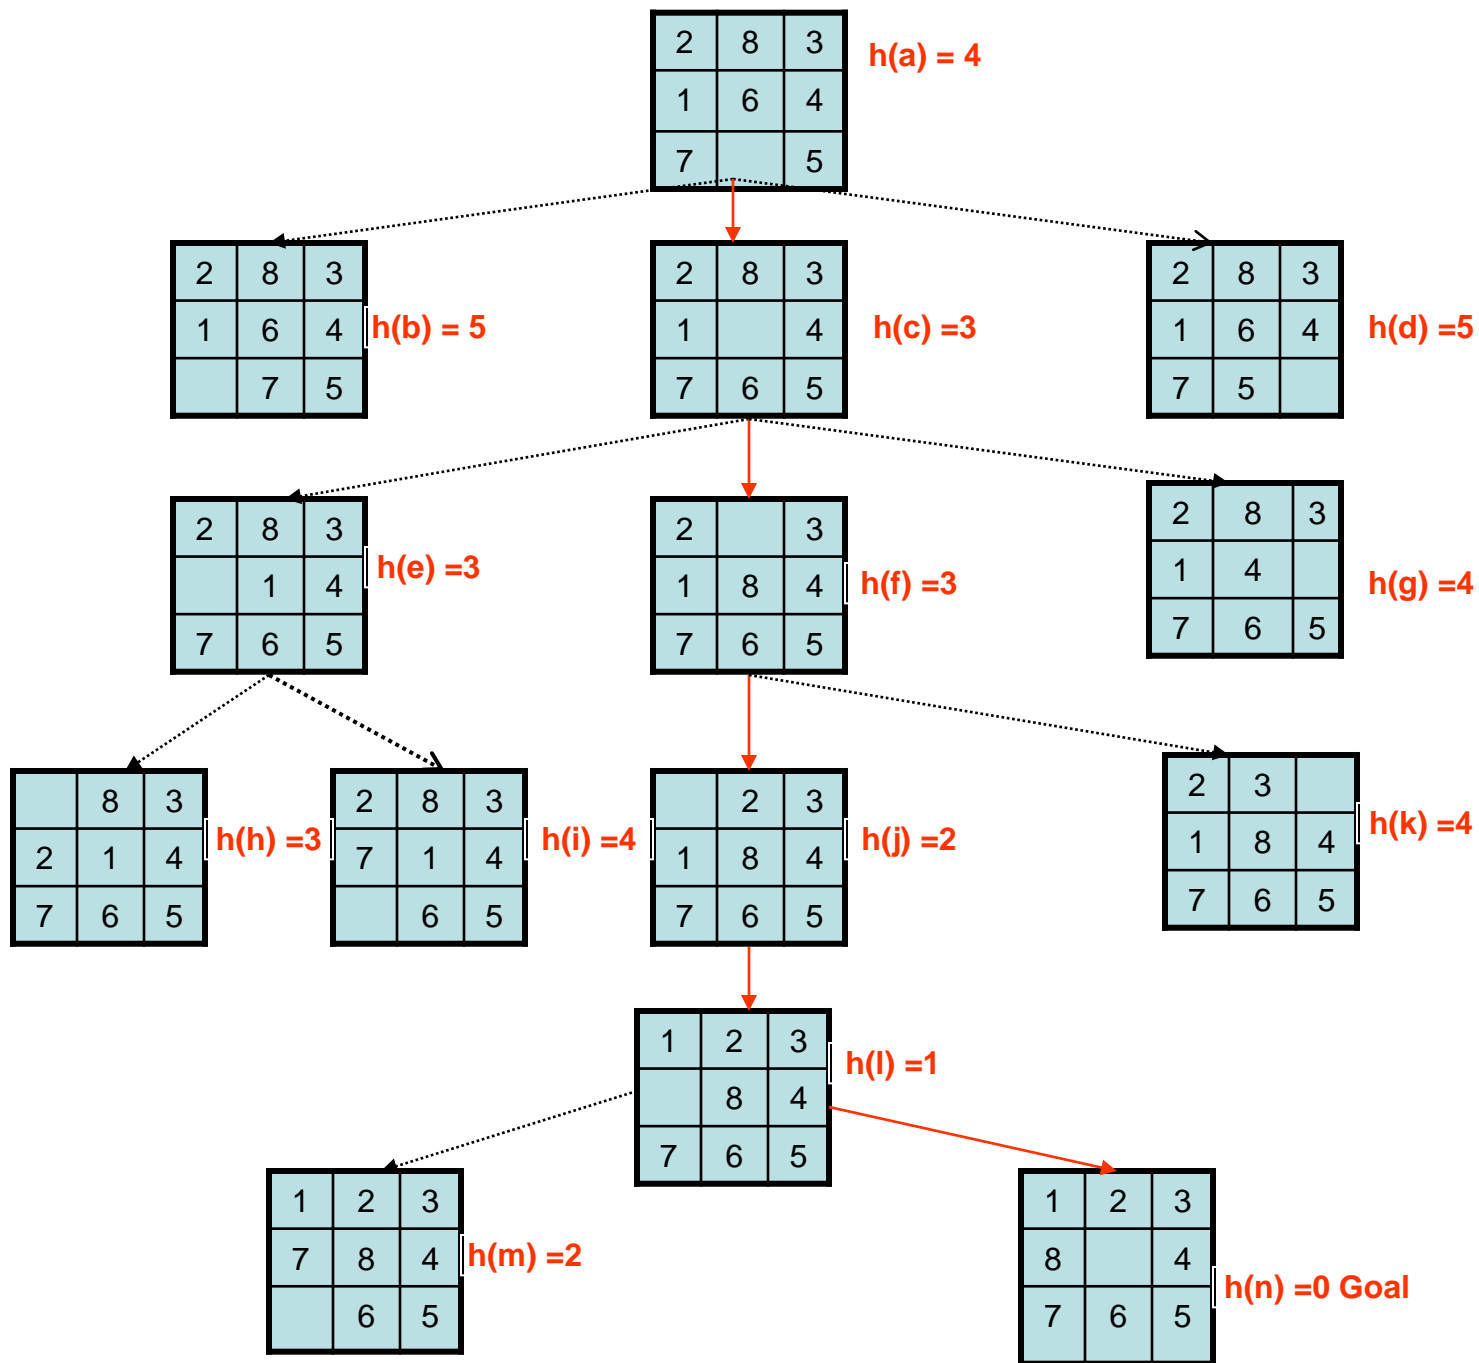 2 8 3
h(a) = 4
1 6 4
7 5
2 8 3
1 6 4
h(b) = 5
7 5
2 8 3
1 4
h(c) =3
7 6 5
2 8 3
1 6 4
h(d) =5
7 5
2 8 3
h(e) =3
1 4
7 6 5
2 3
1 8 4
h(f) =3
7 6 5
2 8 3
1 4
h(g) =4
7 6 5
8 3
2 1 4
h(h) =3
7 6 5
2 8 3
7 1 4
h(i) =4
6 5
2 3
1 8 4
h(j) =2
7 6 5
2 3
1 8 4
h(k) =4
7 6 5
1 2 3
h(l) =1
8 4
7 6 5
1 2 3
7 8 4
h(m) =2
6 5
1 2 3
8 4
h(n) =0 Goal
7 6 5